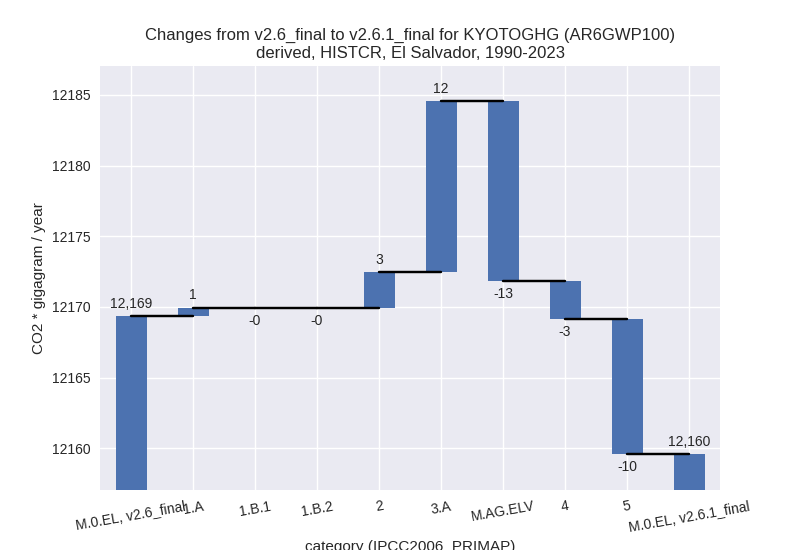 Changes from v2.6_final to v2.6.1_final for KYOTOGHG (AR6GWP100)
derived, HISTCR, El Salvador, 1990-2023
CO2 * gigagram / year
12185
12180
12175
12170
12165
12160
12,169
1
-0
-0
3
12
-13
-3
-10
12,160
M.0.EL, v2.6_final
1.A
1.B.1
1.B.2
2
3.A
M.AG.ELV
4
5
M.0.EL, v2.6.1_final
category (IPCC2006_PRIMAP)